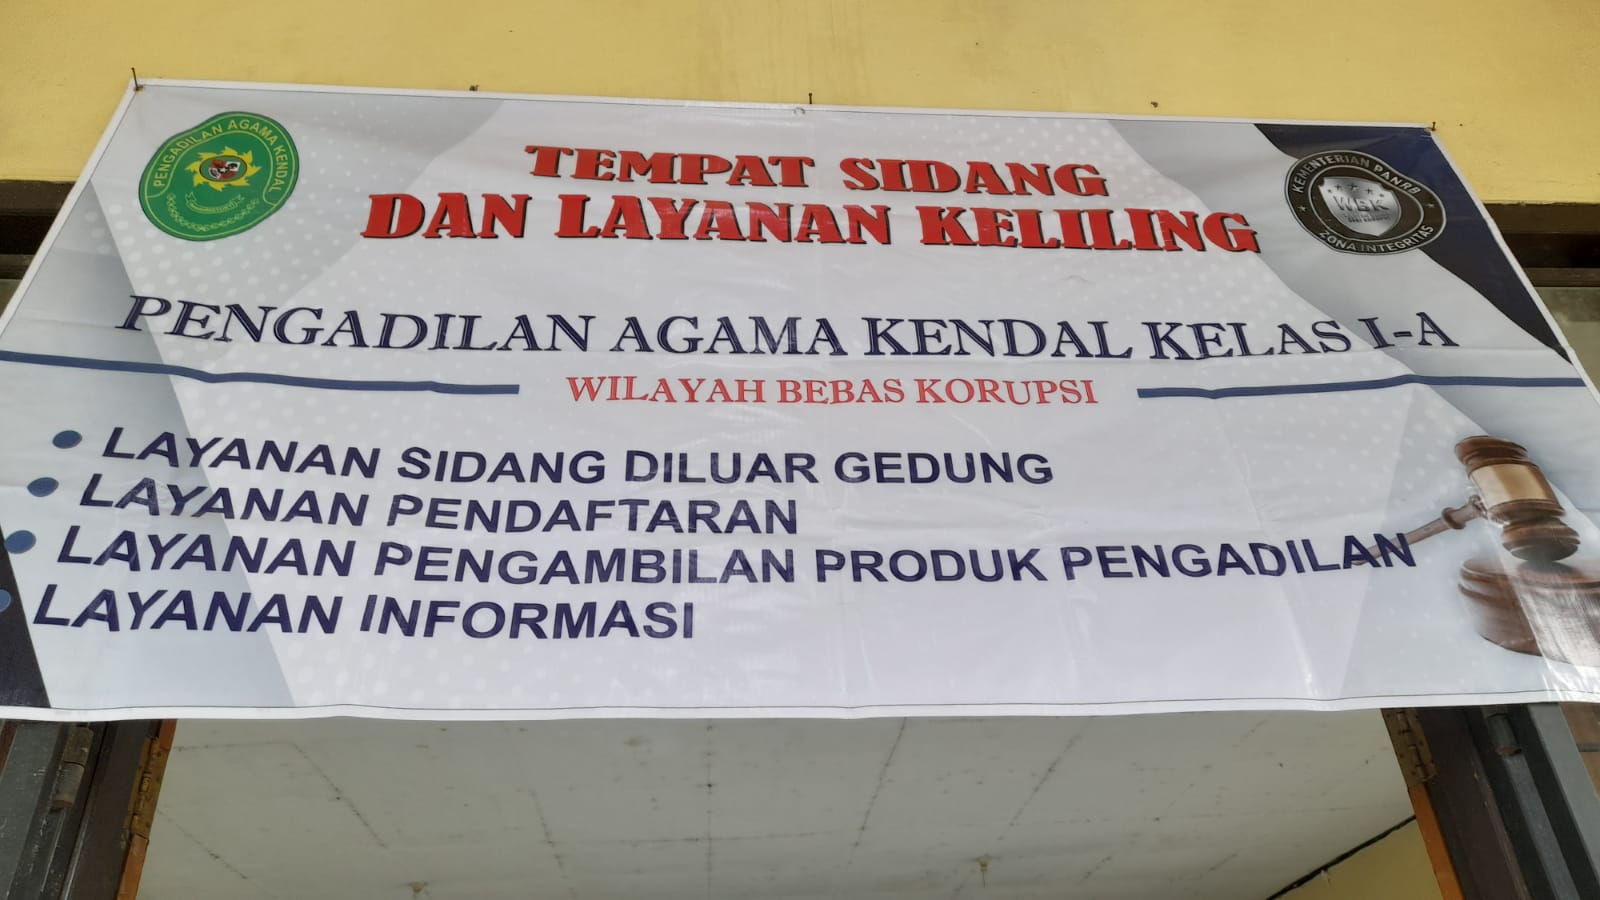 PENGADILAN AGAMA KENDAL
TEMPAT SIDANG
DAN LAYANAN KELILING
KEMENTERIAN PANRB
WBK
ZONA INTEGRITAS
PENGADILAN AGAMA KENDAL KELAS I-A
WILAYAH BEBAS KORUPSI
• LAYANAN SIDANG DILUAR GEDUNG
• LAYANAN PENDAFTARAN
• LAYANAN PENGAMBILAN PRODUK PENGADILAN
• LAYANAN INFORMASI